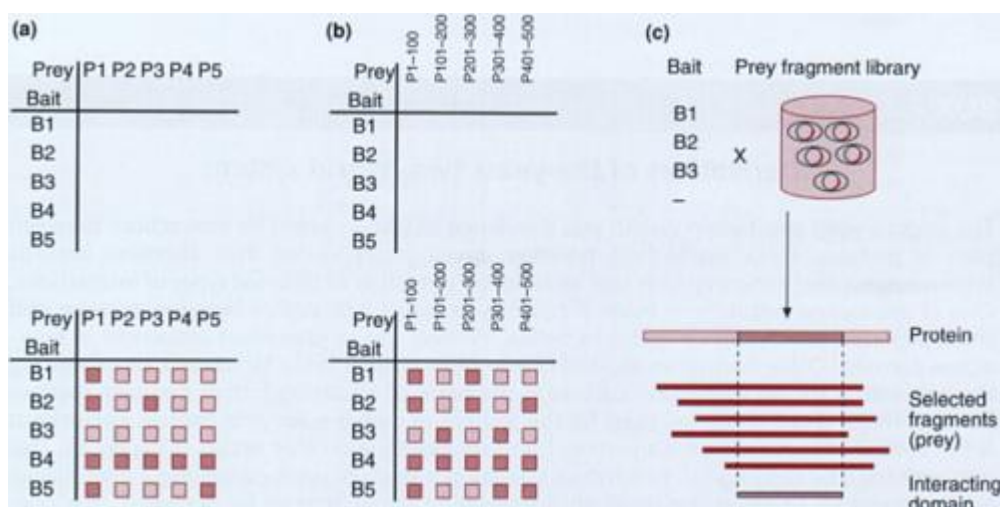 (a)
Prey P1 P2 P3 P4 P5
Bait
B1
B2
B3
B4
B5
Prey P1 P2 P3 P4 P5
Bait
B1
B2
B3
B4
B5
(b)
Prey P1–100 P101–200 P201–300 P301–400 P401–500
Bait
B1
B2
B3
B4
B5
Prey P1–100 P101–200 P201–300 P301–400 P401–500
Bait
B1
B2
B3
B4
B5
(c)
Bait Prey fragment library
B1
B2
B3
–
X
Protein
Selected
fragments
(prey)
Interacting
domain